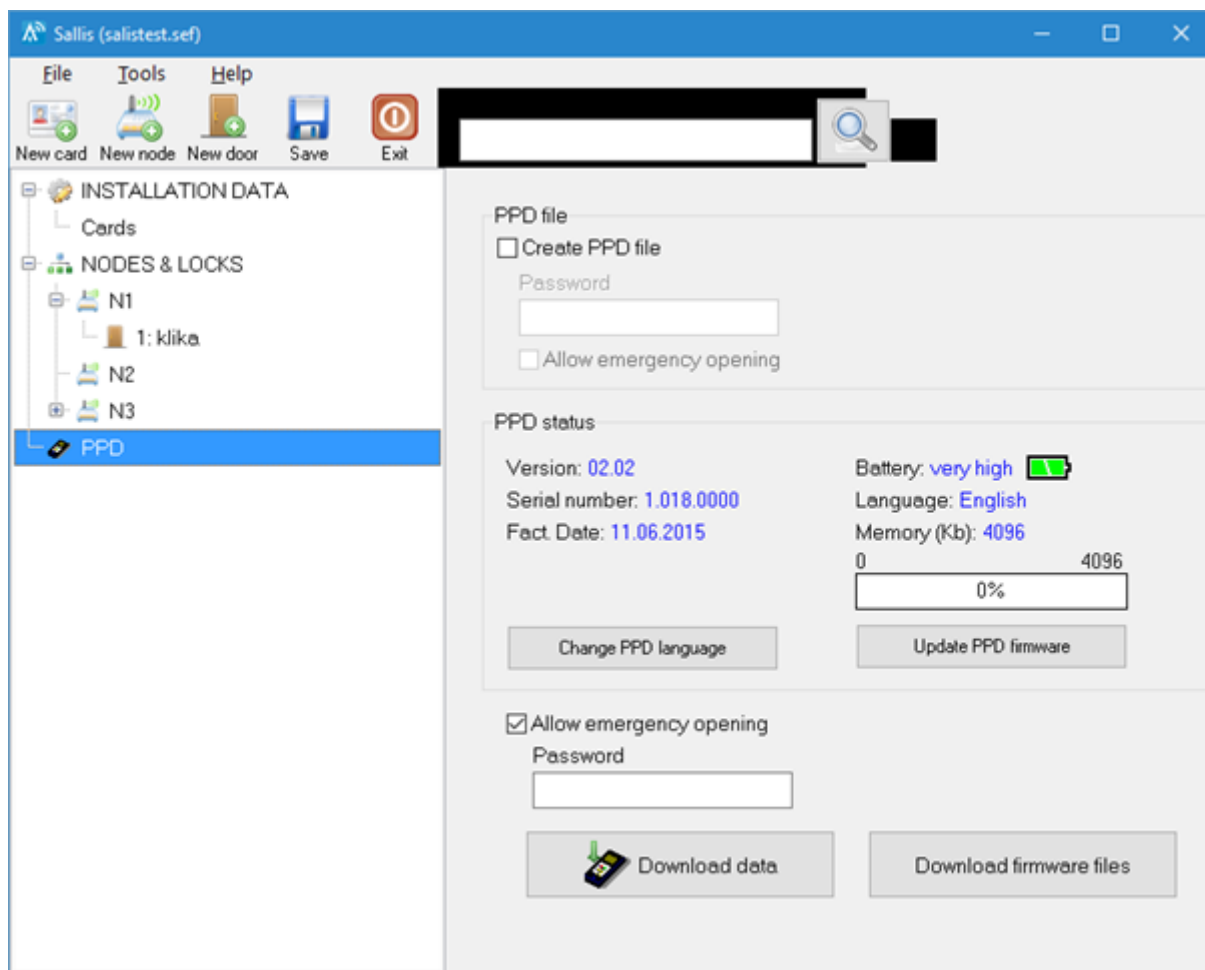 Sallis (salistest.sef)
File Tools Help
New card New node New door Save Exit
INSTALLATION DATA
Cards
NODES & LOCKS
N1
1: klika
N2
N3
PPD
PPD file
Create PPD file
Password
Allow emergency opening
PPD status
Version: 02.02
Serial number: 1.018.0000
Fact. Date: 11.06.2015
Battery: very high
Language: English
Memory (Kb): 4096
0 4096
0%
Change PPD language
Update PPD firmware
Allow emergency opening
Password
Download data
Download firmware files